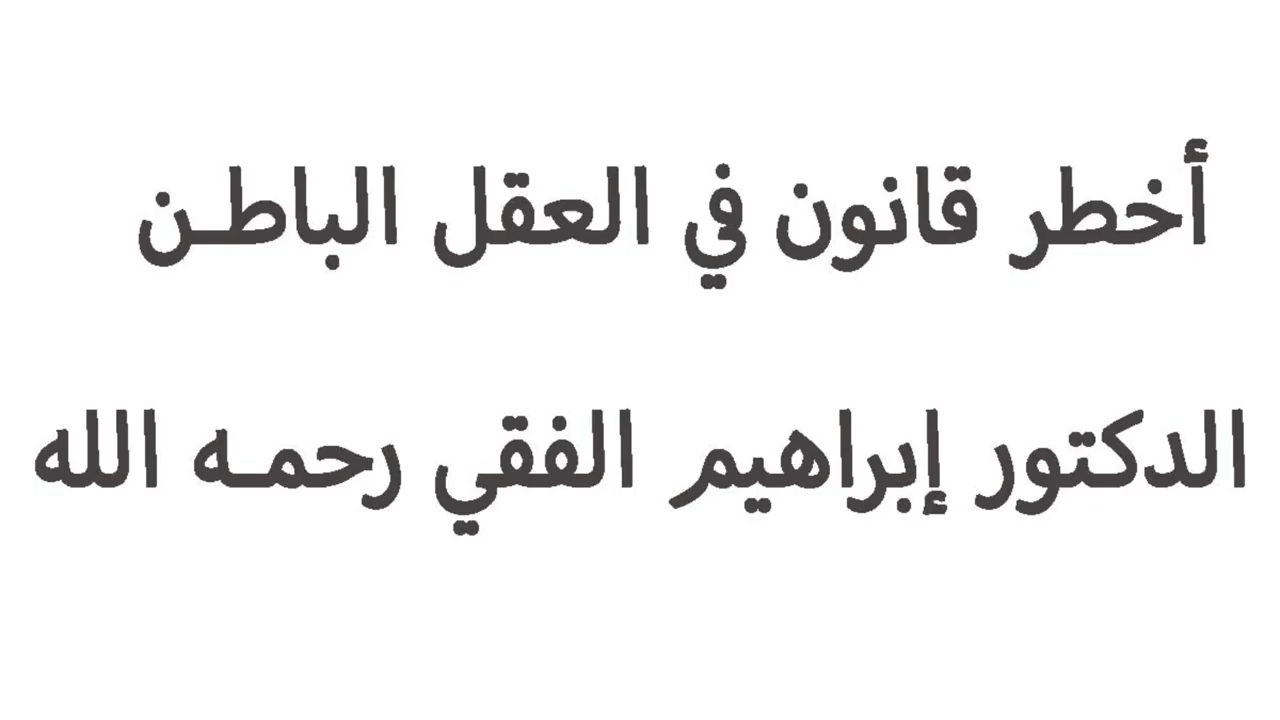 أخطر قانون في العقل الباطـن
الدكتور إبراهيم الفقي رحمـه الله